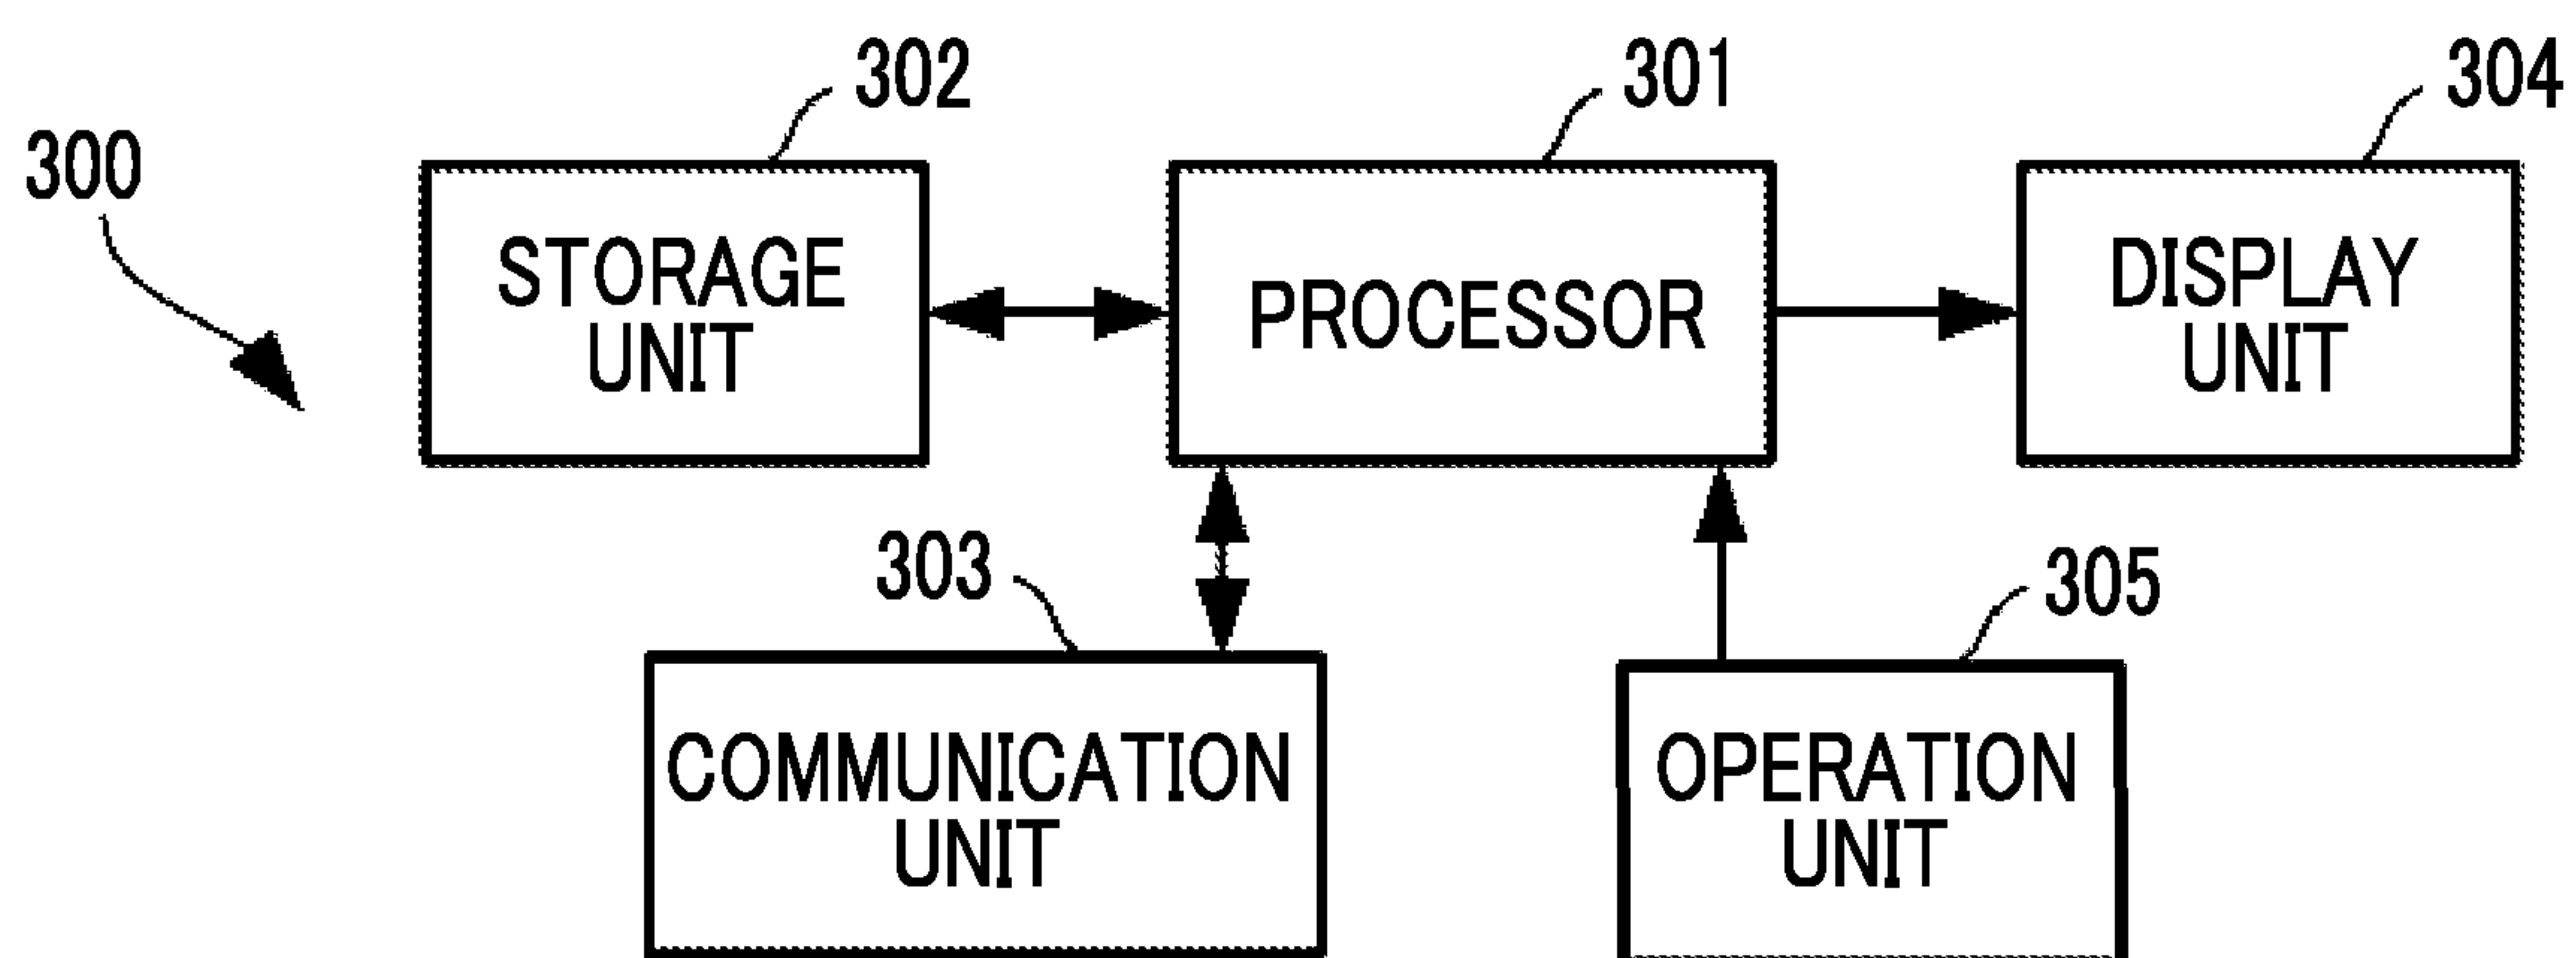 302
301
304
300
STORAGE
UNIT
PROCESSOR
DISPLAY
UNIT
303
305
COMMUNICATION
UNIT
OPERATION
UNIT